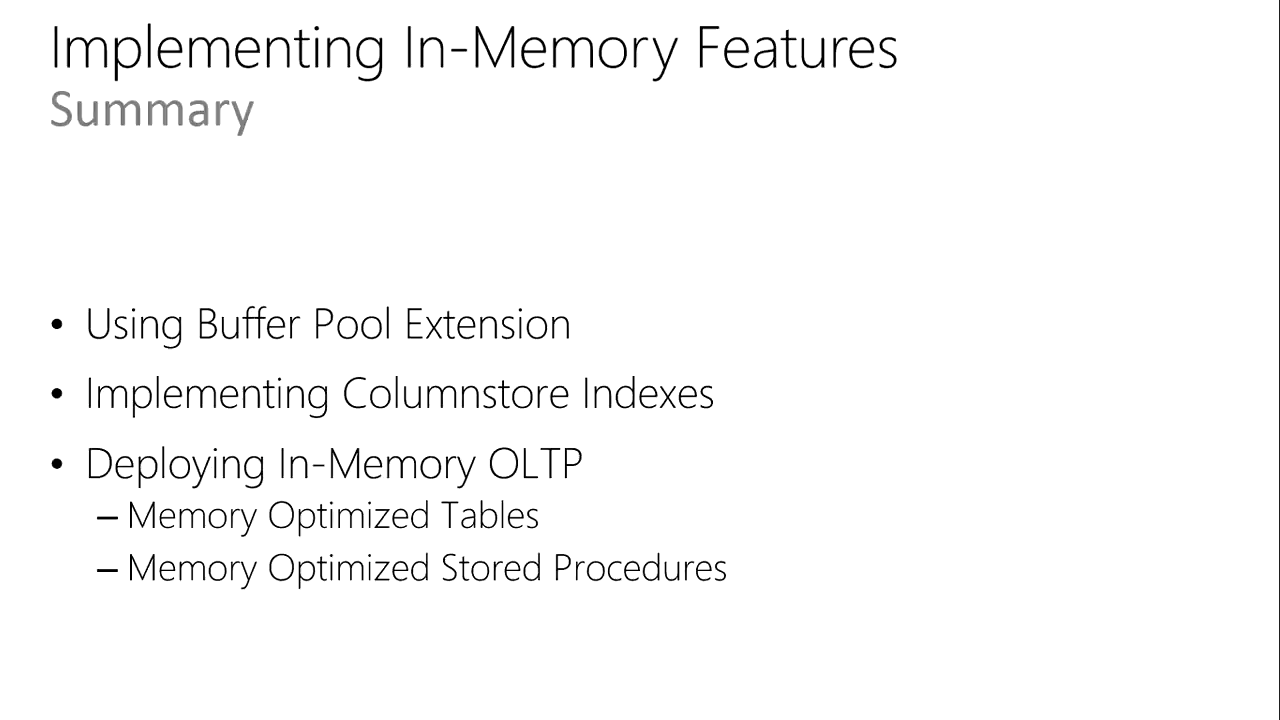 Implementing In-Memory Features
Summary
• Using Buffer Pool Extension
• Implementing Columnstore Indexes
• Deploying In-Memory OLTP
– Memory Optimized Tables
– Memory Optimized Stored Procedures